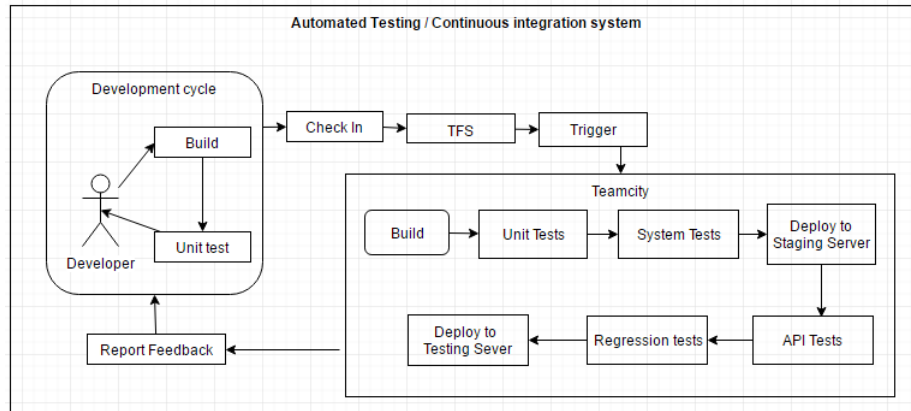 Automated Testing / Continuous integration system
Development cycle
Build
Unit test
Developer
Check In
TFS
Trigger
Teamcity
Build
Unit Tests
System Tests
Deploy to
Staging Server
API Tests
Regression tests
Deploy to
Testing Sever
Report Feedback